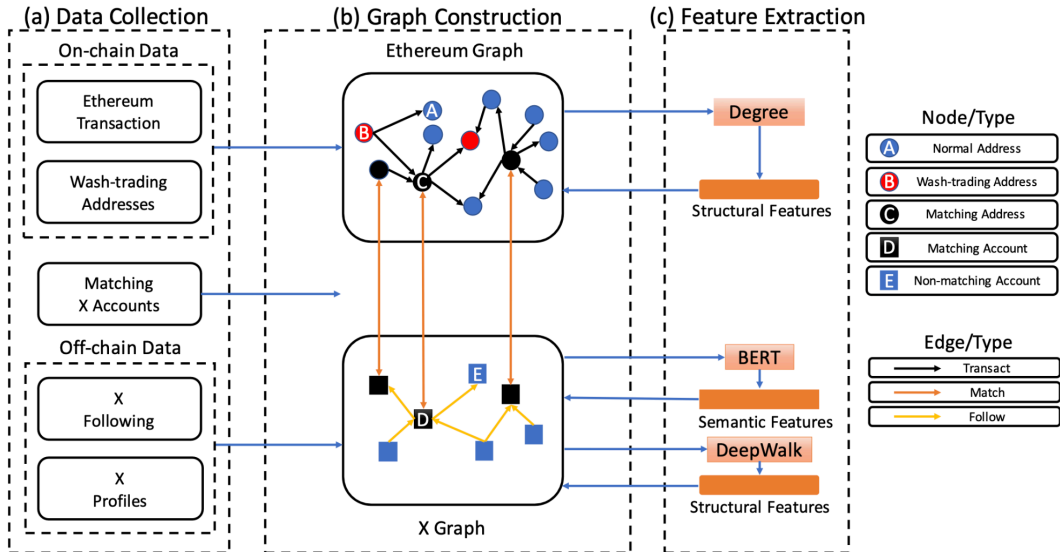 (a) Data Collection
(b) Graph Construction
(c) Feature Extraction
On-chain Data
Ethereum
Transaction
Wash-trading
Addresses
Matching
X Accounts
Off-chain Data
X
Following
X
Profiles
Ethereum Graph
A
B
C
E
D
X Graph
Degree
Structural Features
BERT
Semantic Features
DeepWalk
Structural Features
Node/Type
A Normal Address
B Wash-trading Address
C Matching Address
D Matching Account
E Non-matching Account
Edge/Type
Transact
Match
Follow